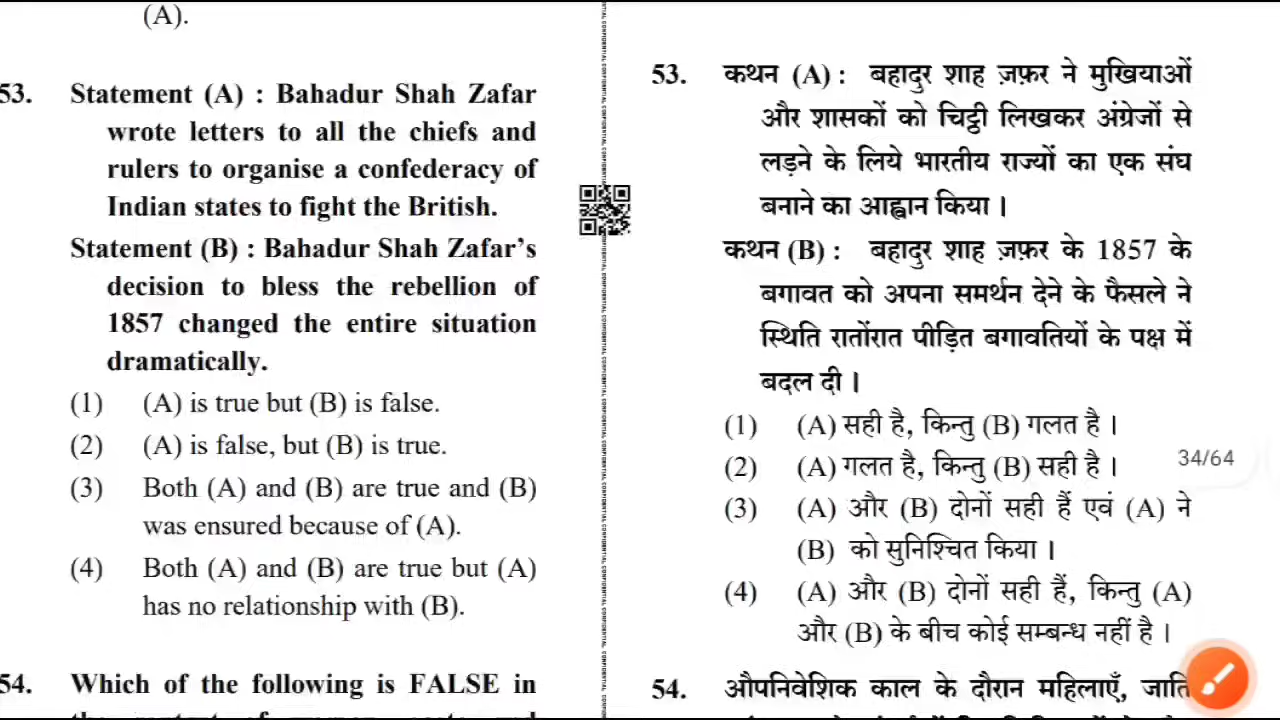 (A).
53. Statement (A) : Bahadur Shah Zafar
wrote letters to all the chiefs and
rulers to organise a confederacy of
Indian states to fight the British.
Statement (B) : Bahadur Shah Zafar's
decision to bless the rebellion of
1857 changed the entire situation
dramatically.
(1) (A) is true but (B) is false.
(2) (A) is false, but (B) is true.
(3) Both (A) and (B) are true and (B)
was ensured because of (A).
(4) Both (A) and (B) are true but (A)
has no relationship with (B).
54. Which of the following is FALSE in
53. कथन (A) : बहादुर शाह ज़फ़र ने मुखियाओं
और शासकों को चिट्ठी लिखकर अंग्रेजों से
लड़ने के लिये भारतीय राज्यों का एक संघ
बनाने का आह्वान किया ।
कथन (B) : बहादुर शाह ज़फ़र के 1857 के
बगावत को अपना समर्थन देने के फैसले ने
स्थिति रातोंरात पीड़ित बगावतियों के पक्ष में
बदल दी ।
(1) (A) सही है, किन्तु (B) गलत है ।
(2) (A) गलत है, किन्तु (B) सही है ।
(3) (A) और (B) दोनों सही हैं एवं (A) ने
(B) को सुनिश्चित किया ।
(4) (A) और (B) दोनों सही हैं, किन्तु (A)
और (B) के बीच कोई सम्बन्ध नहीं है ।
34/64
54. औपनिवेशिक काल के दौरान महिलाएँ, जाति